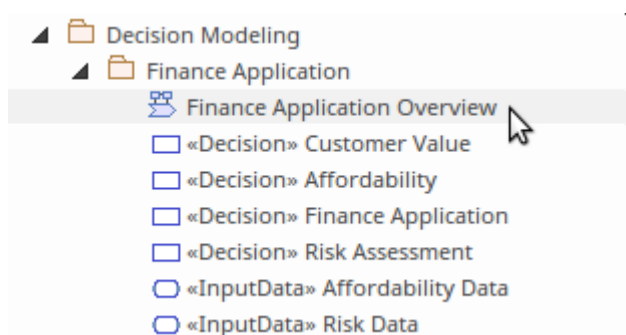 Decision Modeling
Finance Application
Finance Application Overview
«Decision» Customer Value
«Decision» Affordability
«Decision» Finance Application
«Decision» Risk Assessment
«InputData» Affordability Data
«InputData» Risk Data